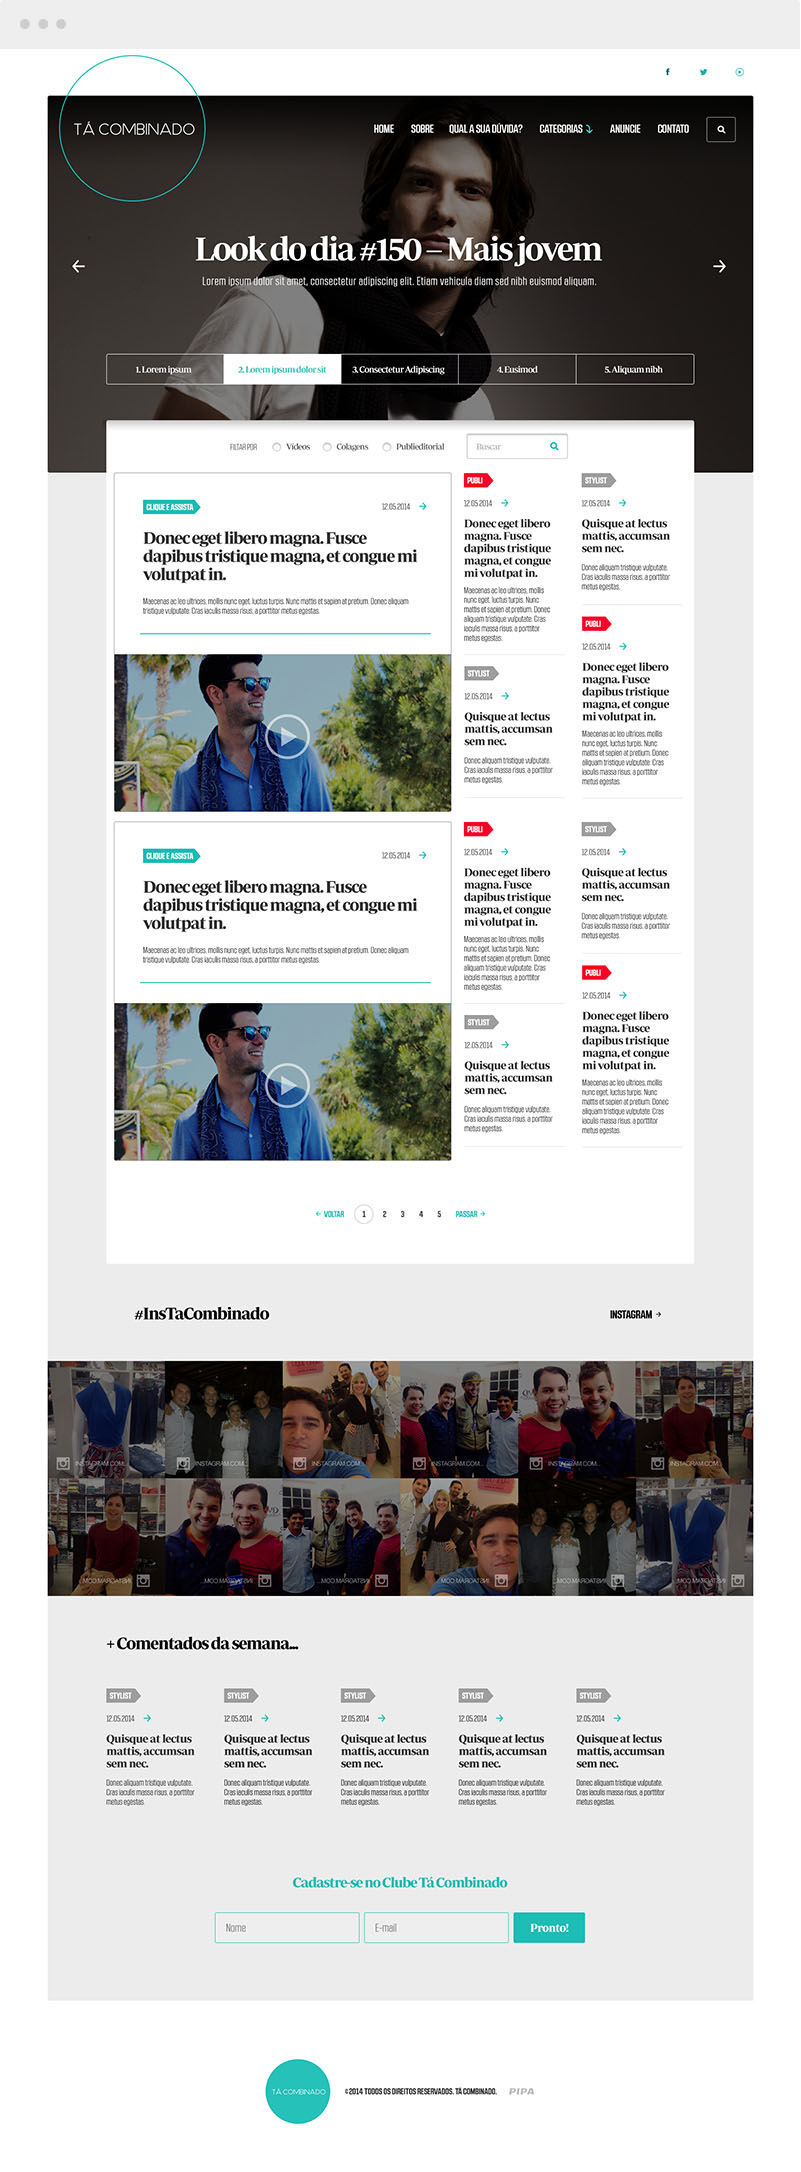 TÁ COMBINADO
HOME SOBRE QUAL A SUA DÚVIDA? CATEGORIAS ANUNCIE CONTATO
Look do dia #150 – Mais jovem
Lorem ipsum dolor sit amet, consectetur adipiscing elit. Etiam vehicula diam sed nibh euismod aliquam.
1. Lorem ipsum 2. Lorem ipsum dolor sit 3. Consectetur Adipiscing 4. Eusimod 5. Aliquam nibh
FILTAR POR Vídeos Colagens Publieditorial Buscar
CLIQUE E ASSISTA 12.05.2014
Donec eget libero magna. Fusce
dapibus tristique magna, et congue mi
volutpat in.
Maecenas ac leo ultrices, mollis nunc eget, luctus turpis. Nunc mattis et sapien at pretium. Donec aliquam
tristique vulputate. Cras iaculis massa risus, a porttitor metus egestas.
PUBLI
12.05.2014
Donec eget libero
magna. Fusce
dapibus tristique
magna, et congue
mi volutpat in.
Maecenas ac leo ultrices, mollis
nunc eget, luctus turpis. Nunc
mattis et sapien at pretium. Donec
aliquam tristique vulputate. Cras
iaculis massa risus, a porttitor
metus egestas.
STYLIST
12.05.2014
Quisque at lectus
mattis, accumsan
sem nec.
Donec aliquam tristique vulputate.
Cras iaculis massa risus, a porttitor
metus egestas.
STYLIST
12.05.2014
Quisque at lectus
mattis, accumsan
sem nec.
Donec aliquam tristique vulputate.
Cras iaculis massa risus, a porttitor
metus egestas.
PUBLI
12.05.2014
Donec eget libero
magna. Fusce
dapibus tristique
magna, et congue
mi volutpat in.
Maecenas ac leo ultrices, mollis
nunc eget, luctus turpis. Nunc
mattis et sapien at pretium. Donec
aliquam tristique vulputate. Cras
iaculis massa risus, a porttitor
metus egestas.
CLIQUE E ASSISTA 12.05.2014
Donec eget libero magna. Fusce
dapibus tristique magna, et congue mi
volutpat in.
Maecenas ac leo ultrices, mollis nunc eget, luctus turpis. Nunc mattis et sapien at pretium. Donec aliquam
tristique vulputate. Cras iaculis massa risus, a porttitor metus egestas.
PUBLI
12.05.2014
Donec eget libero
magna. Fusce
dapibus tristique
magna, et congue
mi volutpat in.
Maecenas ac leo ultrices, mollis
nunc eget, luctus turpis. Nunc
mattis et sapien at pretium. Donec
aliquam tristique vulputate. Cras
iaculis massa risus, a porttitor
metus egestas.
STYLIST
12.05.2014
Quisque at lectus
mattis, accumsan
sem nec.
Donec aliquam tristique vulputate.
Cras iaculis massa risus, a porttitor
metus egestas.
STYLIST
12.05.2014
Quisque at lectus
mattis, accumsan
sem nec.
Donec aliquam tristique vulputate.
Cras iaculis massa risus, a porttitor
metus egestas.
PUBLI
12.05.2014
Donec eget libero
magna. Fusce
dapibus tristique
magna, et congue
mi volutpat in.
Maecenas ac leo ultrices, mollis
nunc eget, luctus turpis. Nunc
mattis et sapien at pretium. Donec
aliquam tristique vulputate. Cras
iaculis massa risus, a porttitor
metus egestas.
← VOLTAR 1 2 3 4 5 PASSAR →
#InsTaCombinado INSTAGRAM →
INSTAGRAM.COM... INSTAGRAM.COM... INSTAGRAM.COM... INSTAGRAM.COM... INSTAGRAM.COM... INSTAGRAM.COM...
INSTAGRAM.COM... INSTAGRAM.COM... INSTAGRAM.COM... INSTAGRAM.COM... INSTAGRAM.COM... INSTAGRAM.COM...
+ Comentados da semana...
STYLIST STYLIST STYLIST STYLIST STYLIST
12.05.2014 12.05.2014 12.05.2014 12.05.2014 12.05.2014
Quisque at lectus Quisque at lectus Quisque at lectus Quisque at lectus Quisque at lectus
mattis, accumsan mattis, accumsan mattis, accumsan mattis, accumsan mattis, accumsan
sem nec. sem nec. sem nec. sem nec. sem nec.
Donec aliquam tristique vulputate. Donec aliquam tristique vulputate. Donec aliquam tristique vulputate. Donec aliquam tristique vulputate. Donec aliquam tristique vulputate.
Cras iaculis massa risus, a porttitor Cras iaculis massa risus, a porttitor Cras iaculis massa risus, a porttitor Cras iaculis massa risus, a porttitor Cras iaculis massa risus, a porttitor
metus egestas. metus egestas. metus egestas. metus egestas. metus egestas.
Cadastre-se no Clube Tá Combinado
Nome E-mail Pronto!
TÁ COMBINADO ©2014 TODOS OS DIREITOS RESERVADOS. TÁ COMBINADO. PIPA